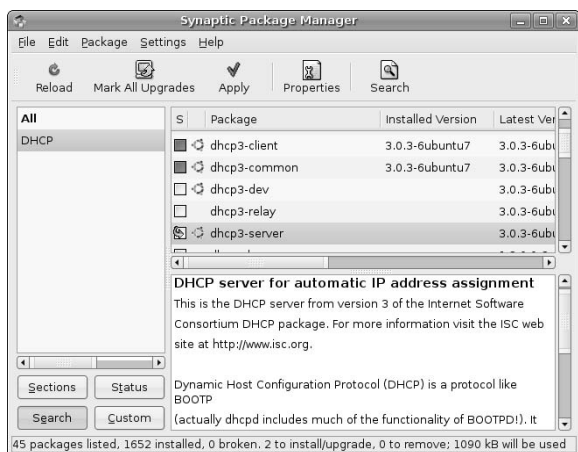 Synaptic Package Manager
File Edit Package Settings Help
Reload Mark All Upgrades Apply Properties Search
All
DHCP
S Package Installed Version Latest Ver
dhcp3-client 3.0.3-6ubuntu7 3.0.3-6ubu
dhcp3-common 3.0.3-6ubuntu7 3.0.3-6ubu
dhcp3-dev 3.0.3-6ubu
dhcp3-relay 3.0.3-6ubu
dhcp3-server 3.0.3-6ubu
DHCP server for automatic IP address assignment
This is the DHCP server from version 3 of the Internet Software
Consortium DHCP package. For more information visit the ISC web
site at http://www.isc.org.
Dynamic Host Configuration Protocol (DHCP) is a protocol like
BOOTP
(actually dhcpd includes much of the functionality of BOOTPD!). It
Sections Status
Search Custom
45 packages listed, 1652 installed, 0 broken. 2 to install/upgrade, 0 to remove; 1090 kB will be used